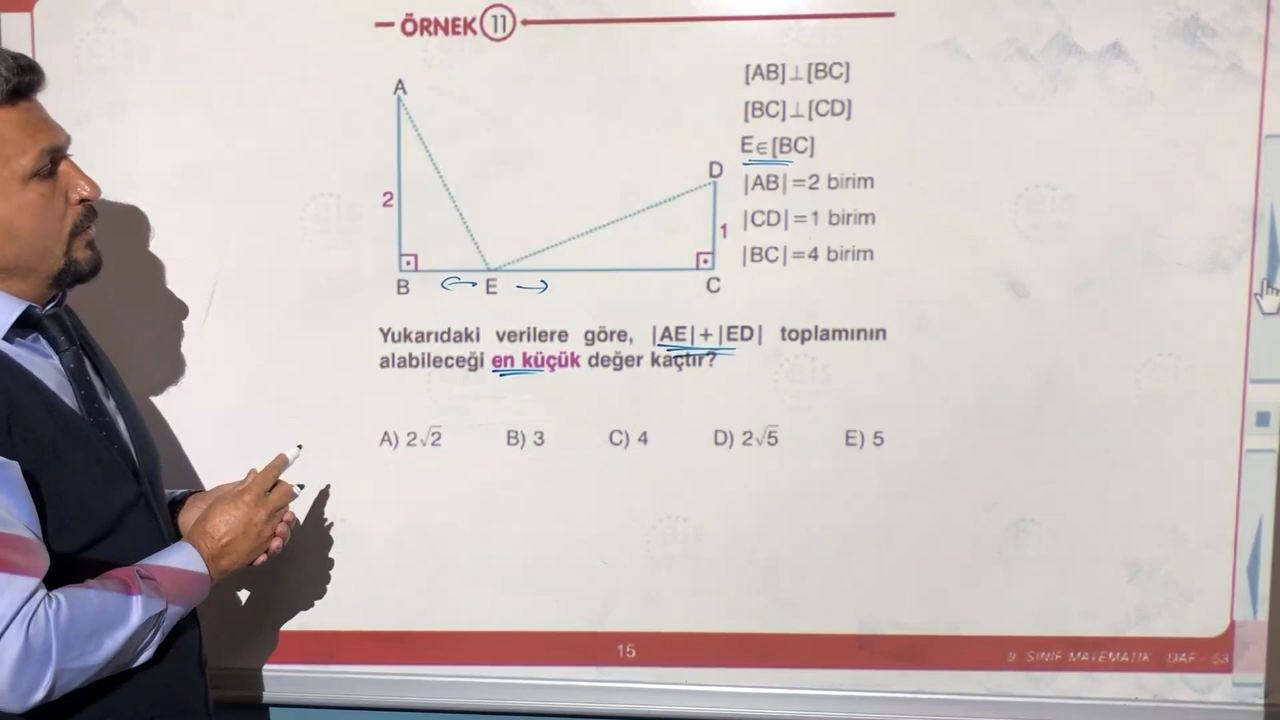 ÖRNEK 11
A
2
B
E
C
D
1
[AB]⊥[BC]
[BC]⊥[CD]
E∈[BC]
|AB|=2 birim
|CD|=1 birim
|BC|=4 birim
Yukarıdaki verilere göre, |AE|+|ED| toplamının
alabileceği en küçük değer kaçtır?
A) 2√2 B) 3 C) 4 D) 2√5 E) 5
15
9. SINIF MATEMATİK DAF - 53